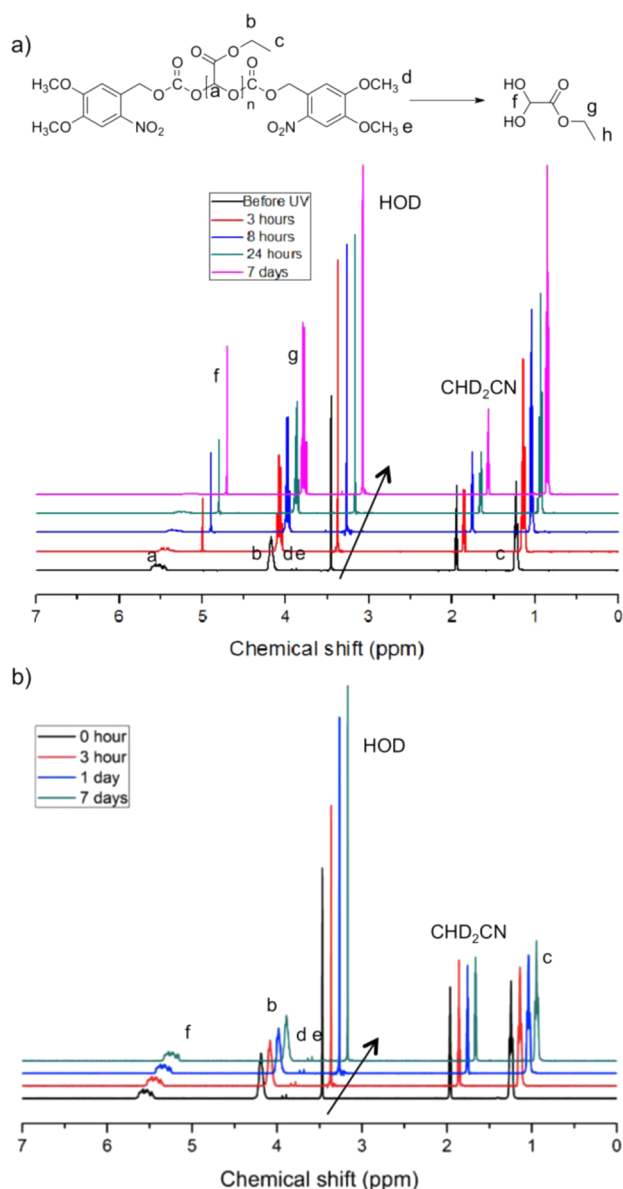 a)
b
c
O
O
O
O
a
O
O
n
O
O
CH₃O
CH₃O
NO₂
O₂N
OCH₃ d
OCH₃ e
HO
f
HO
O
O
g
h
Before UV
3 hours
8 hours
24 hours
7 days
HOD
f
g
CHD₂CN
a
b
d e
c
7 6 5 4 3 2 1 0
Chemical shift (ppm)
b)
0 hour
3 hour
1 day
7 days
HOD
CHD₂CN
f
b
d e
c
7 6 5 4 3 2 1 0
Chemical shift (ppm)